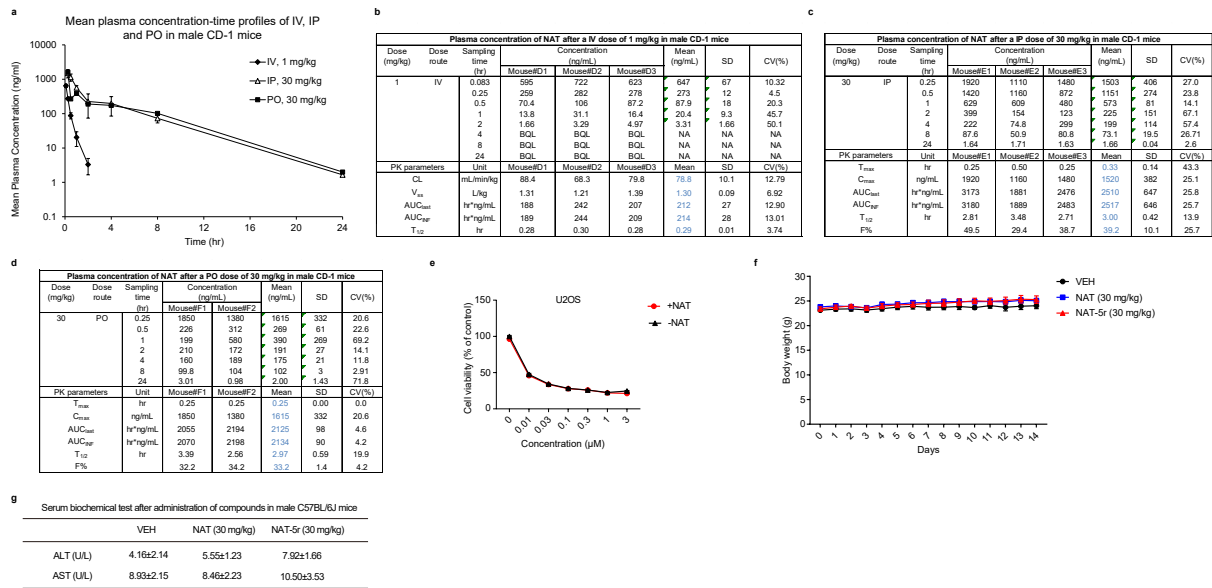 a
Mean plasma concentration-time profiles of IV, IP
and PO in male CD-1 mice
Mean Plasma Concentration (ng/ml)
10000
1000
100
10
1
0.1
0 4 8 12 16 20 24
Time (hr)
IV, 1 mg/kg
IP, 30 mg/kg
PO, 30 mg/kg
b
Plasma concentration of NAT after a IV dose of 1 mg/kg in male CD-1 mice
Dose (mg/kg) Dose route Sampling time (hr) Concentration (ng/mL) Mean (ng/mL) SD CV(%)
Mouse#D1 Mouse#D2 Mouse#D3
1 IV 0.083 595 722 623 647 67 10.32
0.25 259 282 278 273 12 4.5
0.5 70.4 106 87.2 87.9 18 20.3
1 13.8 31.1 16.4 20.4 9.3 45.7
2 1.66 3.29 4.97 3.31 1.66 50.1
4 BQL BQL BQL NA NA NA
8 BQL BQL BQL NA NA NA
24 BQL BQL BQL NA NA NA
PK parameters Unit Mouse#D1 Mouse#D2 Mouse#D3 Mean SD CV(%)
CL mL/min/kg 88.4 68.3 79.8 78.8 10.1 12.79
Vss L/kg 1.31 1.21 1.39 1.30 0.09 6.92
AUClast hr*ng/mL 188 242 207 212 27 12.90
AUCINF hr*ng/mL 189 244 209 214 28 13.01
T1/2 hr 0.28 0.30 0.28 0.29 0.01 3.74
c
Plasma concentration of NAT after a IP dose of 30 mg/kg in male CD-1 mice
Dose (mg/kg) Dose route Sampling time (hr) Concentration (ng/mL) Mean (ng/mL) SD CV(%)
Mouse#E1 Mouse#E2 Mouse#E3
30 IP 0.25 1920 1110 1480 1503 406 27.0
0.5 1420 1160 872 1151 274 23.8
1 629 609 480 573 81 14.1
2 399 154 123 225 151 67.1
4 222 74.8 299 199 114 57.4
8 87.6 50.9 80.8 73.1 19.5 26.71
24 1.64 1.71 1.63 1.66 0.04 2.6
PK parameters Unit Mouse#E1 Mouse#E2 Mouse#E3 Mean SD CV(%)
Tmax hr 0.25 0.50 0.25 0.33 0.14 43.3
Cmax ng/mL 1920 1160 1480 1520 382 25.1
AUClast hr*ng/mL 3173 1881 2476 2510 647 25.8
AUCINF hr*ng/mL 3180 1889 2483 2517 646 25.7
T1/2 hr 2.81 3.48 2.71 3.00 0.42 13.9
F% 49.5 29.4 38.7 39.2 10.1 25.7
d
Plasma concentration of NAT after a PO dose of 30 mg/kg in male CD-1 mice
Dose (mg/kg) Dose route Sampling time (hr) Concentration (ng/mL) Mean (ng/mL) SD CV(%)
Mouse#F1 Mouse#F2
30 PO 0.25 1850 1380 1615 332 20.6
0.5 226 312 269 61 22.6
1 199 580 390 269 69.2
2 210 172 191 27 14.1
4 160 189 175 21 11.8
8 99.8 104 102 3 2.91
24 3.01 0.98 2.00 1.43 71.8
PK parameters Unit Mouse#F1 Mouse#F2 Mean SD CV(%)
Tmax hr 0.25 0.25 0.25 0.00 0.0
Cmax ng/mL 1850 1380 1615 332 20.6
AUClast hr*ng/mL 2055 2194 2125 98 4.6
AUCINF hr*ng/mL 2070 2198 2134 90 4.2
T1/2 hr 3.39 2.56 2.97 0.59 19.9
F% 32.2 34.2 33.2 1.4 4.2
e
U2OS
Cell viability (% of control)
150
100
50
0
0 0.01 0.03 0.1 0.3 1 3
Concentration (µM)
+NAT
-NAT
f
Body weight (g)
30
25
20
15
10
5
0
0 1 2 3 4 5 6 7 8 9 10 11 12 13 14
Days
VEH
NAT (30 mg/kg)
NAT-5r (30 mg/kg)
g
Serum biochemical test after administration of compounds in male C57BL/6J mice
VEH NAT (30 mg/kg) NAT-5r (30 mg/kg)
ALT (U/L) 4.16±2.14 5.55±1.23 7.92±1.66
AST (U/L) 8.93±2.15 8.46±2.23 10.50±3.53